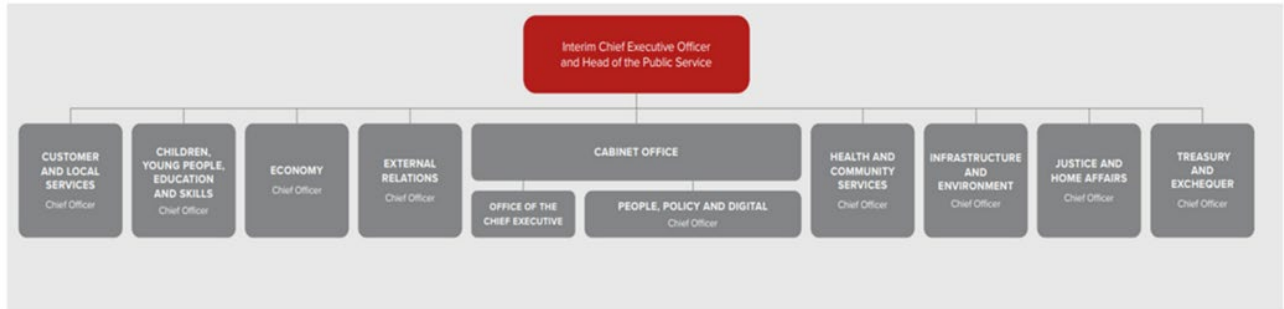 Interim Chief Executive Officer
and Head of the Public Service
CUSTOMER
AND LOCAL
SERVICES
Chief Officer
CHILDREN,
YOUNG PEOPLE,
EDUCATION
AND SKILLS
Chief Officer
ECONOMY
Chief Officer
EXTERNAL
RELATIONS
Chief Officer
CABINET OFFICE
OFFICE OF THE
CHIEF EXECUTIVE
PEOPLE, POLICY AND DIGITAL
Chief Officer
HEALTH AND
COMMUNITY
SERVICES
Chief Officer
INFRASTRUCTURE
AND
ENVIRONMENT
Chief Officer
JUSTICE AND
HOME AFFAIRS
Chief Officer
TREASURY
AND
EXCHEQUER
Chief Officer